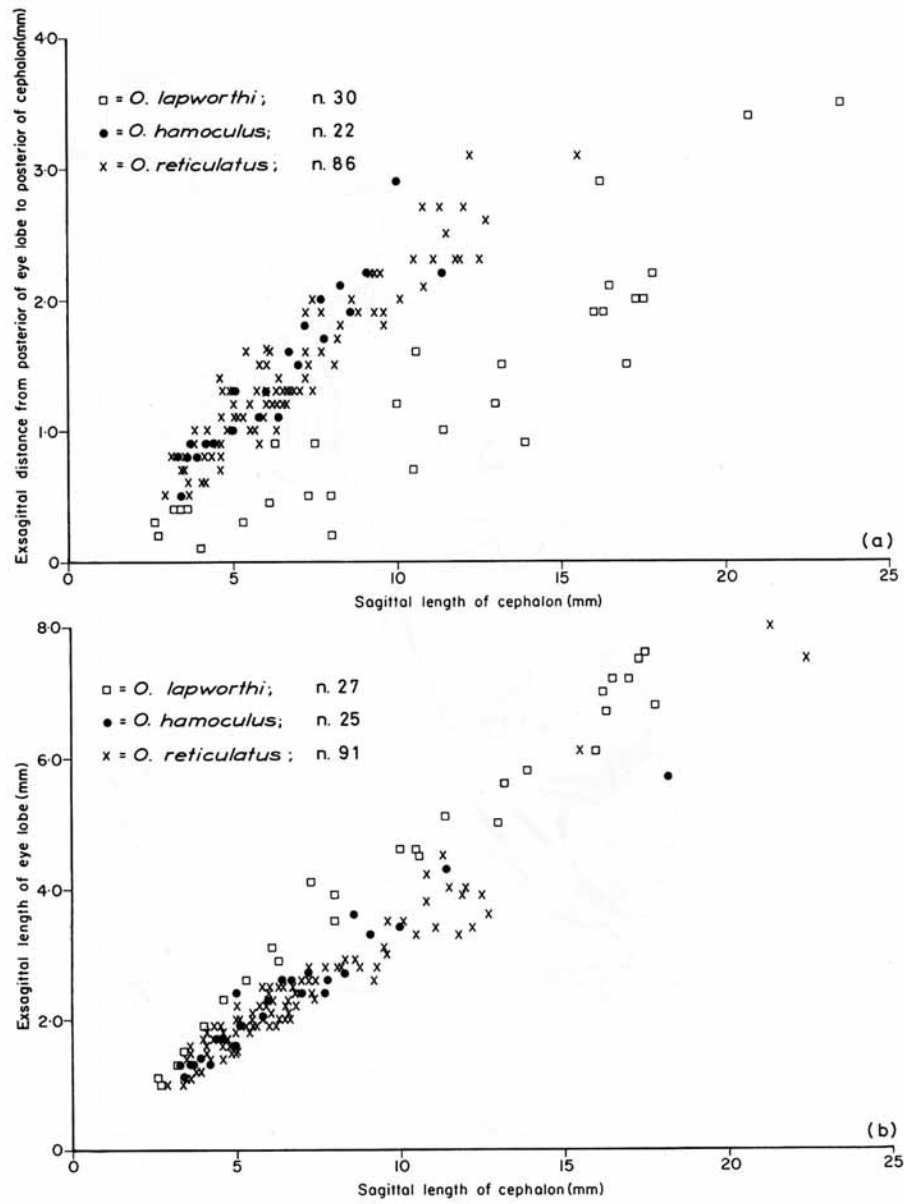 4·0
Exsagittal distance from posterior of eye lobe to posterior of cephalon(mm)
□ = O. lapworthi; n. 30
● = O. hamoculus; n. 22
x = O. reticulatus; n. 86
3·0
2·0
1·0
0
(a)
0 5 10 15 20 25
Sagittal length of cephalon (mm)
8·0
Exsagittal length of eye lobe (mm)
□ = O. lapworthi; n. 27
● = O. hamoculus; n. 25
x = O. reticulatus; n. 91
6·0
4·0
2·0
0
(b)
0 5 10 15 20 25
Sagittal length of cephalon (mm)